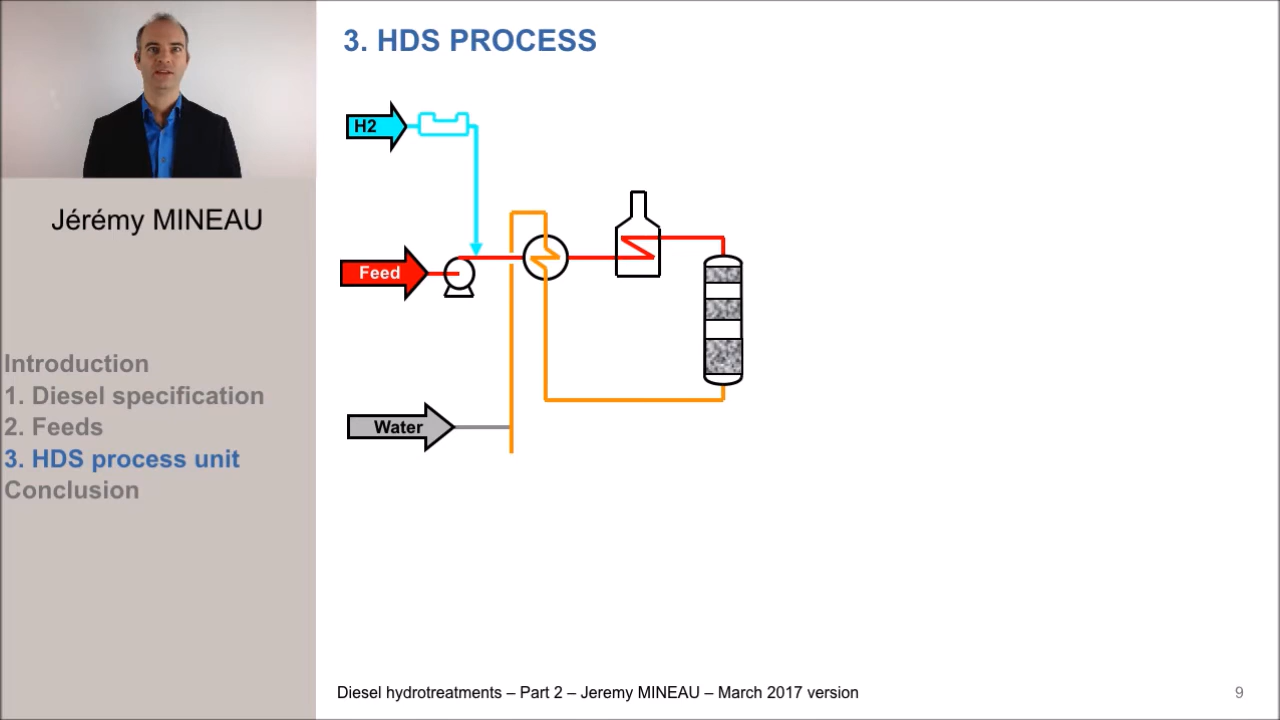 Jérémy MINEAU
Introduction
1. Diesel specification
2. Feeds
3. HDS process unit
Conclusion
3. HDS PROCESS
H2
Feed
Water
Diesel hydrotreatments – Part 2 – Jeremy MINEAU – March 2017 version
9